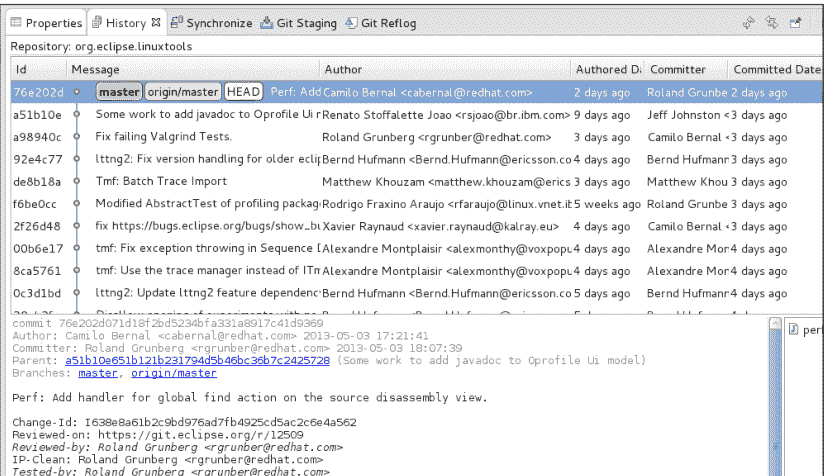 Properties History Synchronize Git Staging Git Reflog
Repository: org.eclipse.linuxtools
Id Message Author Authored D Committer Committed Date
76e202d master origin/master HEAD Perf: Add Camilo Bernal <cabernal@redhat.com> 2 days ago Roland Grunbe 2 days ago
a51b10e Some work to add javadoc to Oprofile Ui r Renato Stoffalette Joao <rsjoao@br.ibm.com> 9 days ago Jeff Johnston < 3 days ago
a98940c Fix failing Valgrind Tests. Roland Grunberg <rgrunber@redhat.com> 3 days ago Camilo Bernal < 3 days ago
92e4c77 lttng2: Fix version handling for older eclip Bernd Hufmann <Bernd.Hufmann@ericsson.co 4 days ago Bernd Hufmann 3 days ago
de8b18a Tmf: Batch Trace Import Matthew Khouzam <matthew.khouzam@erics 3 days ago Matthew Khou 3 days ago
f6be0cc Modified AbstractTest of profiling packag Rodrigo Fraxino Araujo <rfaraujo@linux.vnet.it 5 weeks ago Roland Grunbe 3 days ago
2f26d48 fix https://bugs.eclipse.org/bugs/show_bu Xavier Raynaud <xavier.raynaud@kalray.eu> 4 days ago Camilo Bernal < 3 days ago
00b6e17 tmf: Fix exception throwing in Sequence D Alexandre Montplaisir <alexmonthy@voxpopu 4 days ago Alexandre Mon 4 days ago
8ca5761 tmf: Use the trace manager instead of ITm Alexandre Montplaisir <alexmonthy@voxpopu 4 days ago Alexandre Mon 4 days ago
0c3d1bd lttng2: Update lttng2 feature dependenc Bernd Hufmann <Bernd.Hufmann@ericsson.co 5 days ago Bernd Hufmann 4 days ago
commit 76e202d071d18f2bd5234bfa331a8917c41d9369
Author: Camilo Bernal <cabernal@redhat.com> 2013-05-03 17:21:41
Committer: Roland Grunberg <rgrunber@redhat.com> 2013-05-03 18:07:39
Parent: a51b10e651b121b231794d5b46bc36b7c2425728 (Some work to add javadoc to Oprofile Ui model)
Branches: master, origin/master
Perf: Add handler for global find action on the source disassembly view.
Change-Id: I638e8a61b2c9bd976ad7fb4925cd5ac2c6e4a562
Reviewed-on: https://git.eclipse.org/r/12509
Reviewed-by: Roland Grunberg <rgrunber@redhat.com>
IP-Clean: Roland Grunberg <rgrunber@redhat.com>
Tested-by: Roland Grunberg <rgrunber@redhat.com>
perf